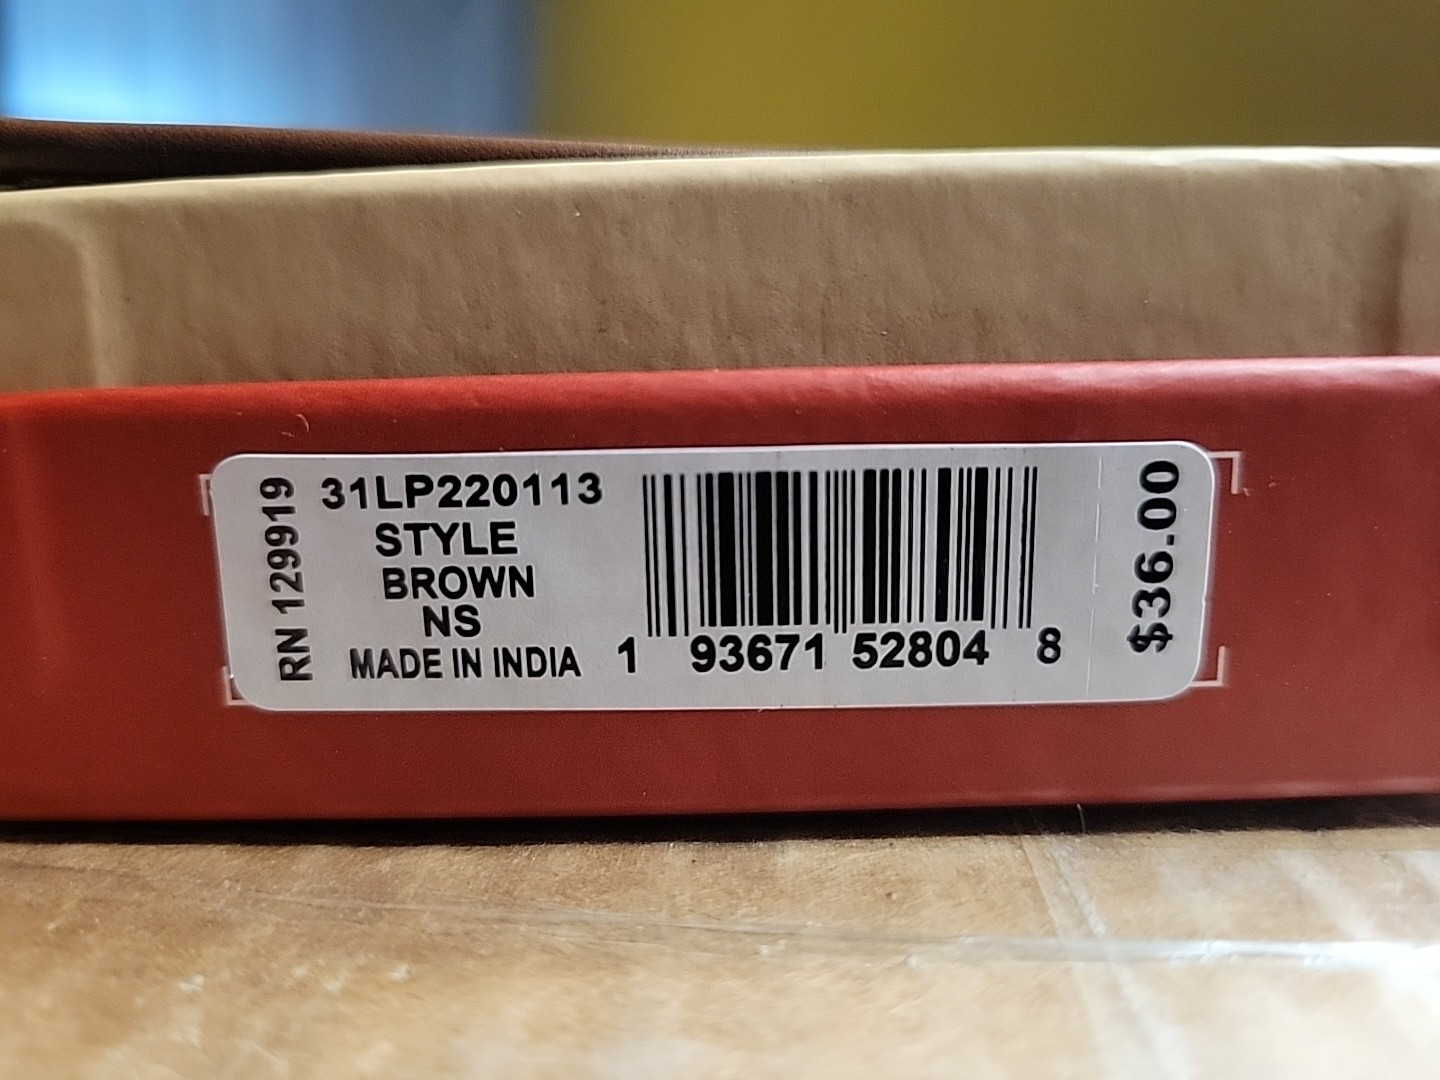 RN 129919
31LP220113
STYLE
BROWN
NS
MADE IN INDIA
1 93671 52804 8
$36.00